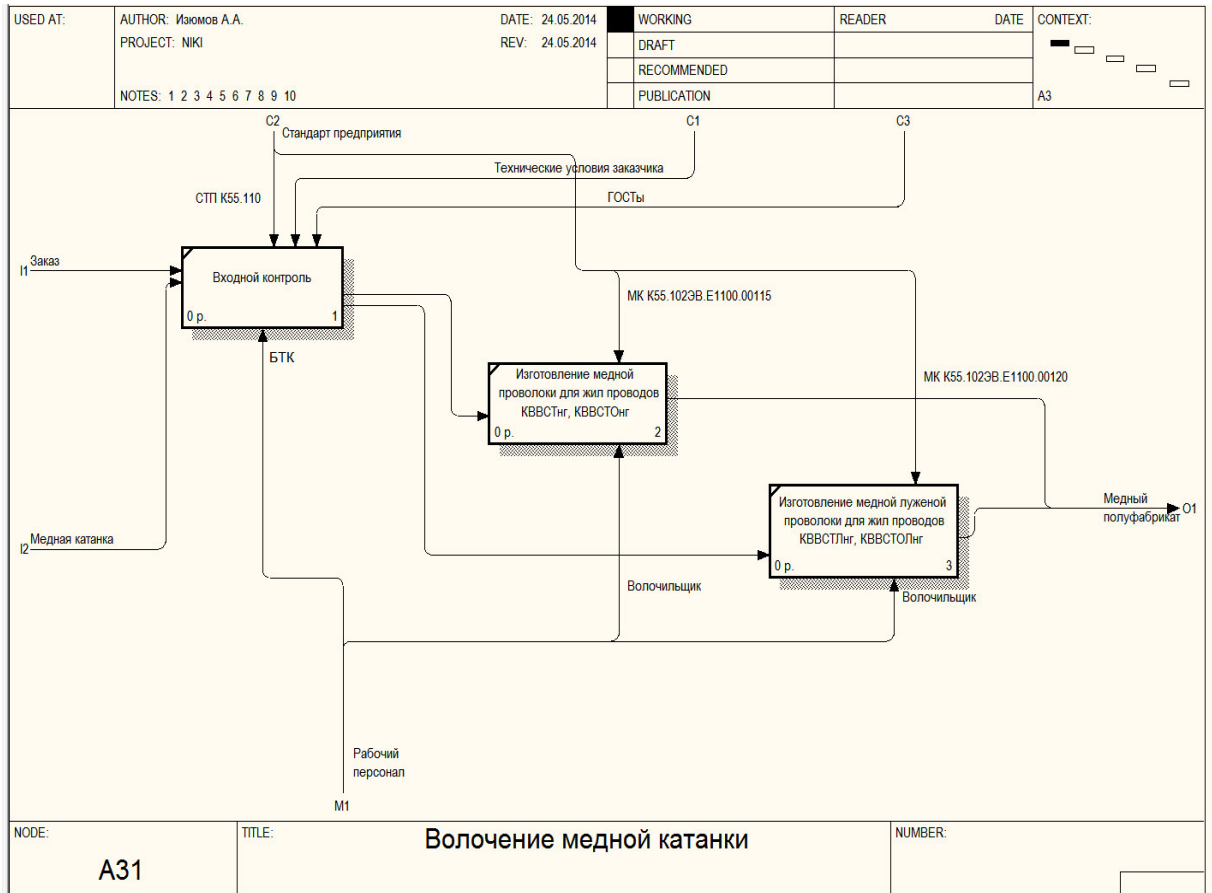 USED AT:
AUTHOR: Изюмов А.А.
DATE: 24.05.2014
PROJECT: NIKI
REV: 24.05.2014
NOTES: 1 2 3 4 5 6 7 8 9 10
WORKING
DRAFT
RECOMMENDED
PUBLICATION
READER
DATE
CONTEXT:
A3
C2
Стандарт предприятия
C1
C3
Технические условия заказчика
СТП К55.110
ГОСТы
I1
Заказ
Входной контроль
0 р.
1
МК К55.102ЭВ.Е1100.00115
БТК
Изготовление медной
проволоки для жил проводов
КВВСТнг, КВВСТОнг
0 р.
2
МК К55.102ЭВ.Е1100.00120
Изготовление медной луженой
проволоки для жил проводов
КВВСТЛнг, КВВСТОЛнг
0 р.
3
Медный
полуфабрикат
O1
I2
Медная катанка
Волочильщик
Волочильщик
Рабочий
персонал
M1
NODE:
A31
TITLE:
Волочение медной катанки
NUMBER: